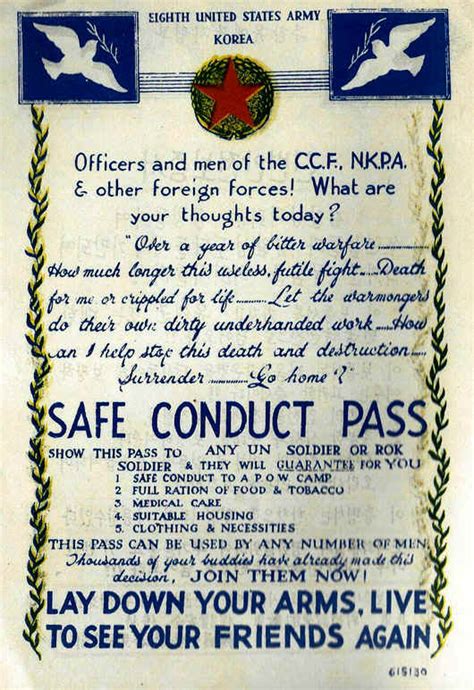 EIGHTH UNITED STATES ARMY
KOREA
Officers and men of the C.C.F., N.K.P.A.
& other foreign forces! What are
your thoughts today?
"Over a year of bitter warfare..............
How much longer this useless, futile fight.....Death
for me or crippled for life...........Let the warmongers
do their own dirty underhanded work....How
can I help stop this death and destruction......
Surrender.............Go home"?
SAFE CONDUCT PASS
SHOW THIS PASS TO ANY UN SOLDIER OR ROK
SOLDIER & THEY WILL GUARANTEE FOR YOU
1 SAFE CONDUCT TO A P.O.W. CAMP
2 FULL RATION OF FOOD & TOBACCO
3. MEDICAL CARE
4. SUITABLE HOUSING
5. CLOTHING & NECESSITIES
THIS PASS CAN BE USED BY ANY NUMBER OF MEN
Thousands of your buddies have already made this
decision, JOIN THEM NOW!
LAY DOWN YOUR ARMS, LIVE
TO SEE YOUR FRIENDS AGAIN